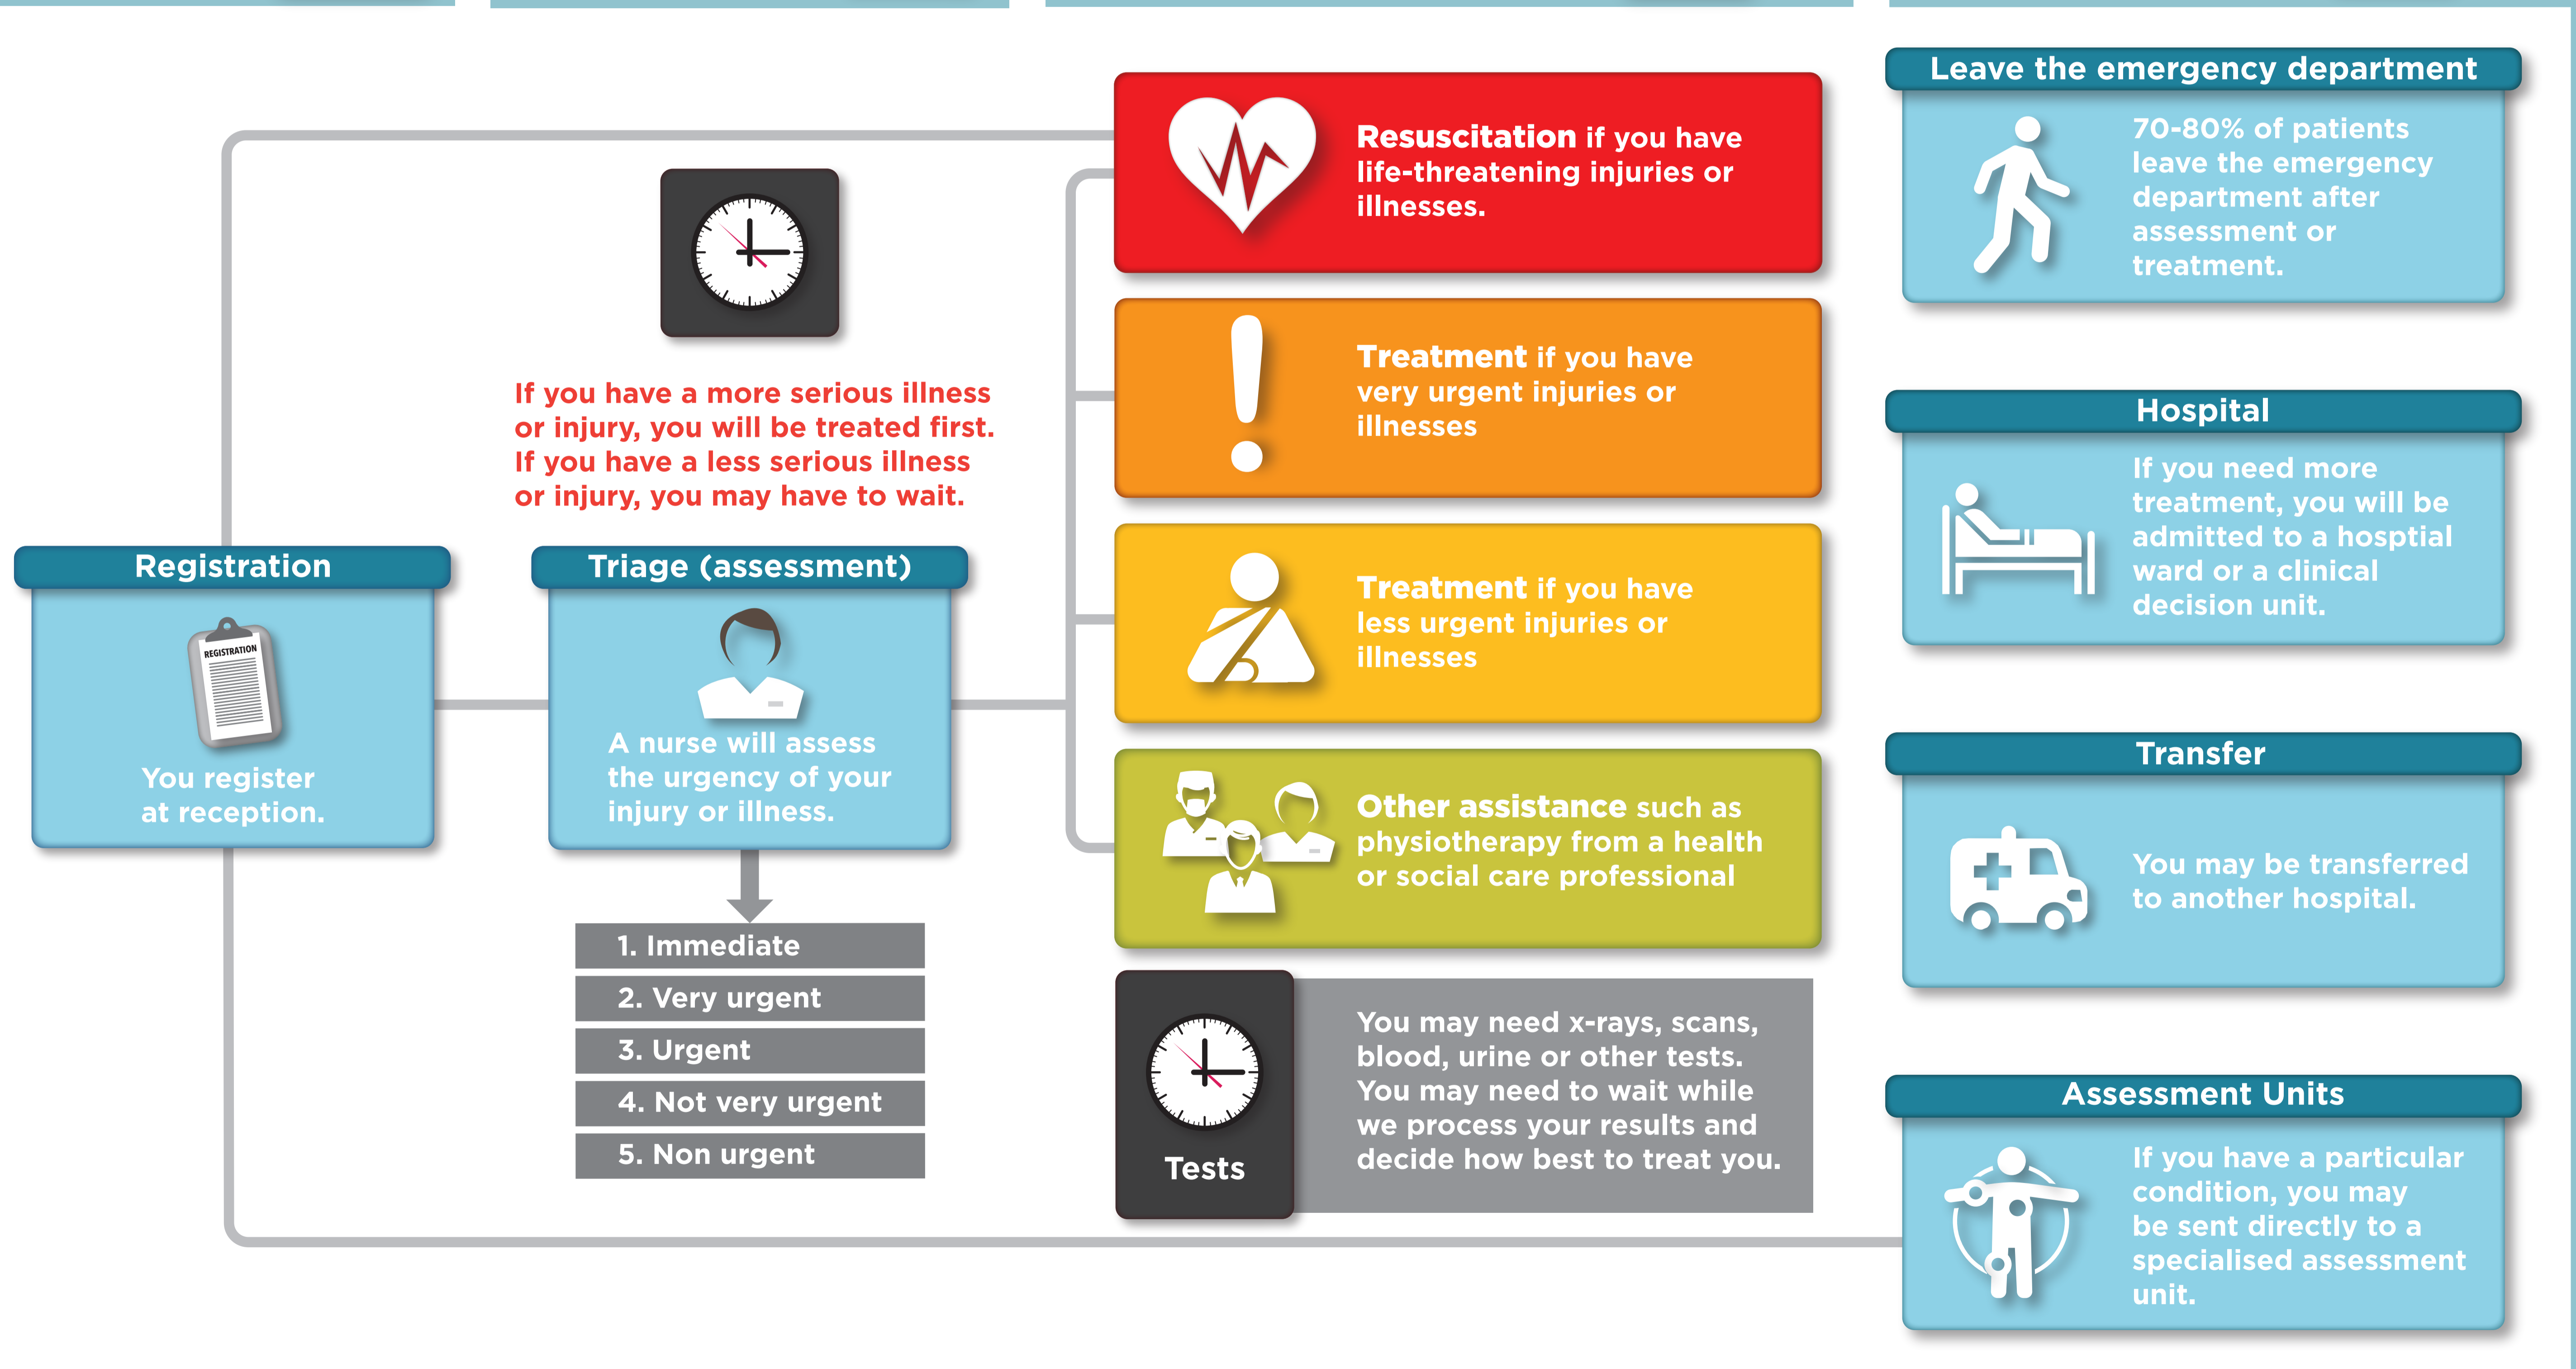 Registration
REGISTRATION
You register
at reception.
If you have a more serious illness
or injury, you will be treated first.
If you have a less serious illness
or injury, you may have to wait.
Triage (assessment)
A nurse will assess
the urgency of your
injury or illness.
1. Immediate
2. Very urgent
3. Urgent
4. Not very urgent
5. Non urgent
Resuscitation if you have
life-threatening injuries or
illnesses.
Treatment if you have
very urgent injuries or
illnesses
Treatment if you have
less urgent injuries or
illnesses
Other assistance such as
physiotherapy from a health
or social care professional
Tests
You may need x-rays, scans,
blood, urine or other tests.
You may need to wait while
we process your results and
decide how best to treat you.
Leave the emergency department
70-80% of patients
leave the emergency
department after
assessment or
treatment.
Hospital
If you need more
treatment, you will be
admitted to a hosptial
ward or a clinical
decision unit.
Transfer
You may be transferred
to another hospital.
Assessment Units
If you have a particular
condition, you may
be sent directly to a
specialised assessment
unit.